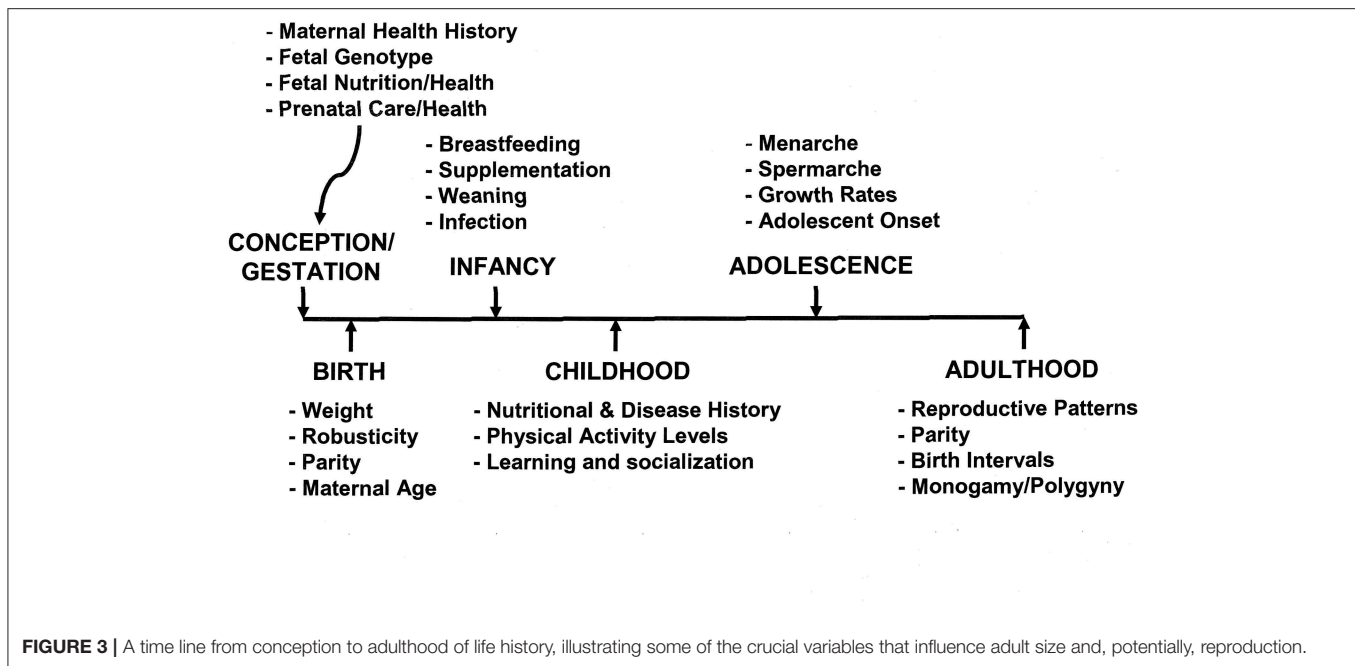 - Maternal Health History
- Fetal Genotype
- Fetal Nutrition/Health
- Prenatal Care/Health
- Breastfeeding
- Supplementation
- Weaning
- Infection
- Menarche
- Spermarche
- Growth Rates
- Adolescent Onset
CONCEPTION/
GESTATION
INFANCY
ADOLESCENCE
BIRTH
- Weight
- Robusticity
- Parity
- Maternal Age
CHILDHOOD
- Nutritional & Disease History
- Physical Activity Levels
- Learning and socialization
ADULTHOOD
- Reproductive Patterns
- Parity
- Birth Intervals
- Monogamy/Polygyny
FIGURE 3 | A time line from conception to adulthood of life history, illustrating some of the crucial variables that influence adult size and, potentially, reproduction.